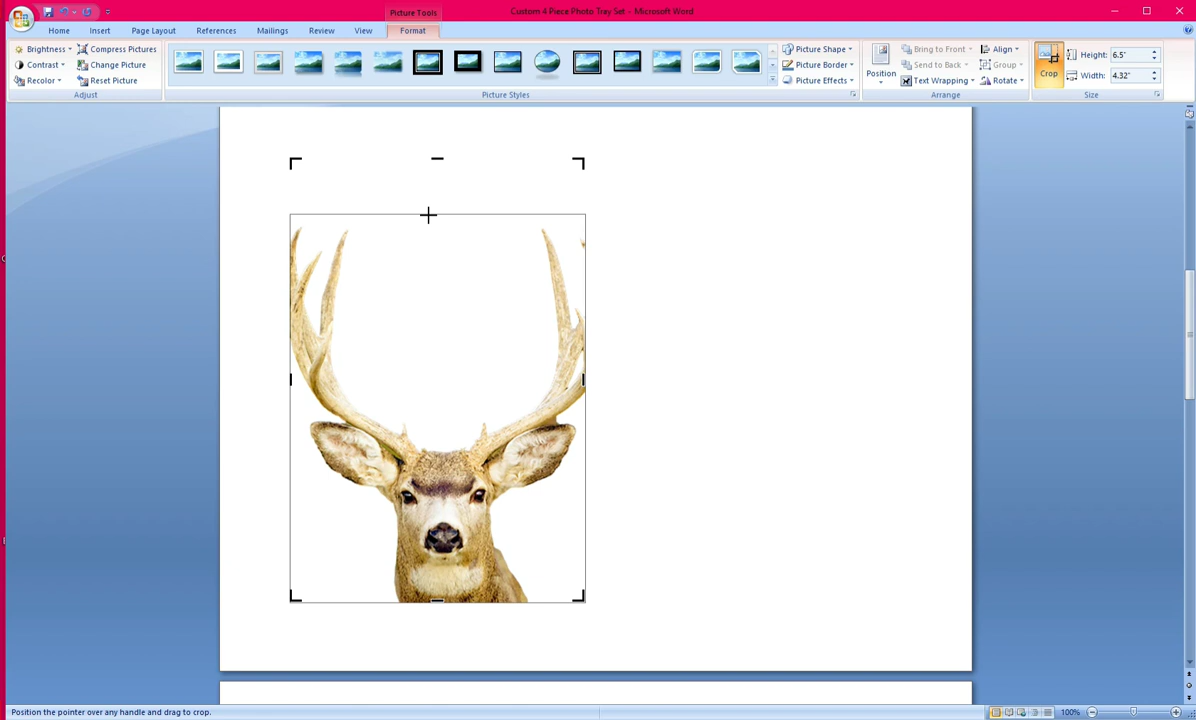 Picture Tools
Custom 4 Piece Photo Tray Set - Microsoft Word
Home Insert Page Layout References Mailings Review View Format
Brightness Compress Pictures Picture Shape Position Bring to Front Align Crop Height: 6.5"
Contrast Change Picture Picture Border Send to Back Group Width: 4.32"
Recolor Reset Picture Picture Effects Text Wrapping Rotate
Adjust Picture Styles Arrange Size
Position the pointer over any handle and drag to crop. 100%